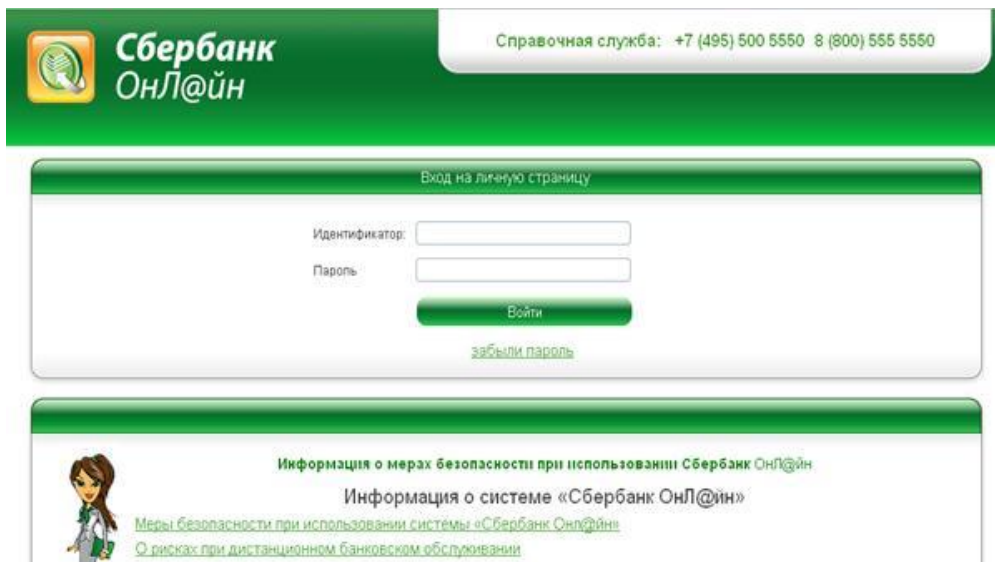 Сбербанк
ОнЛ@йн
Справочная служба: +7 (495) 500 5550 8 (800) 555 5550
Вход на личную страницу
Идентификатор:
Пароль
Войти
забыли пароль
Информация о мерах безопасности при использовании Сбербанк ОнЛ@йн
Информация о системе «Сбербанк ОнЛ@йн»
Меры безопасности при использовании системы «Сбербанк Онл@йн»
О рисках при дистанционном банковском обслуживании